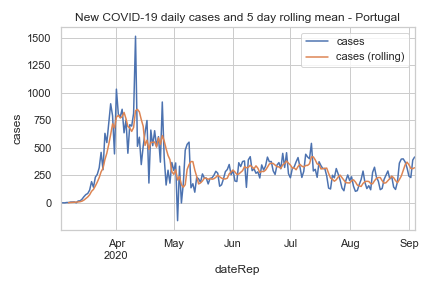 New COVID-19 daily cases and 5 day rolling mean - Portugal
cases
cases (rolling)
1500
1250
1000
750
500
250
0
cases
Apr
2020
May
Jun
Jul
Aug
Sep
dateRep